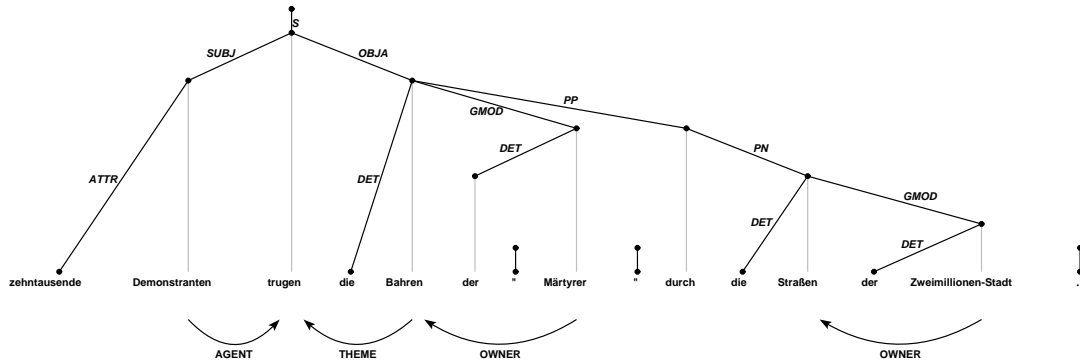 S
SUBJ OBJA
PP
GMOD
DET PN
ATTR DET
GMOD
DET
DET
zehntausende Demonstranten trugen die Bahren der " Märtyrer " durch die Straßen der Zweimillionen-Stadt .
AGENT THEME OWNER OWNER